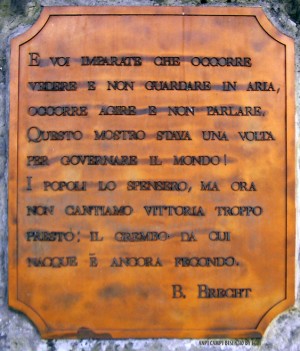 E VOI IMPARATE CHE OCCORRE
VEDERE E NON GUARDARE IN ARIA,
OCCORRE AGIRE E NON PARLARE.
QUESTO MOSTRO STAVA UNA VOLTA
PER GOVERNARE IL MONDO!
I POPOLI LO SPENSERO, MA ORA
NON CANTIAMO VITTORIA TROPPO
PRESTO; IL GREMBO DA CUI
NACQUE È ANCORA FECONDO.
B. BRECHT